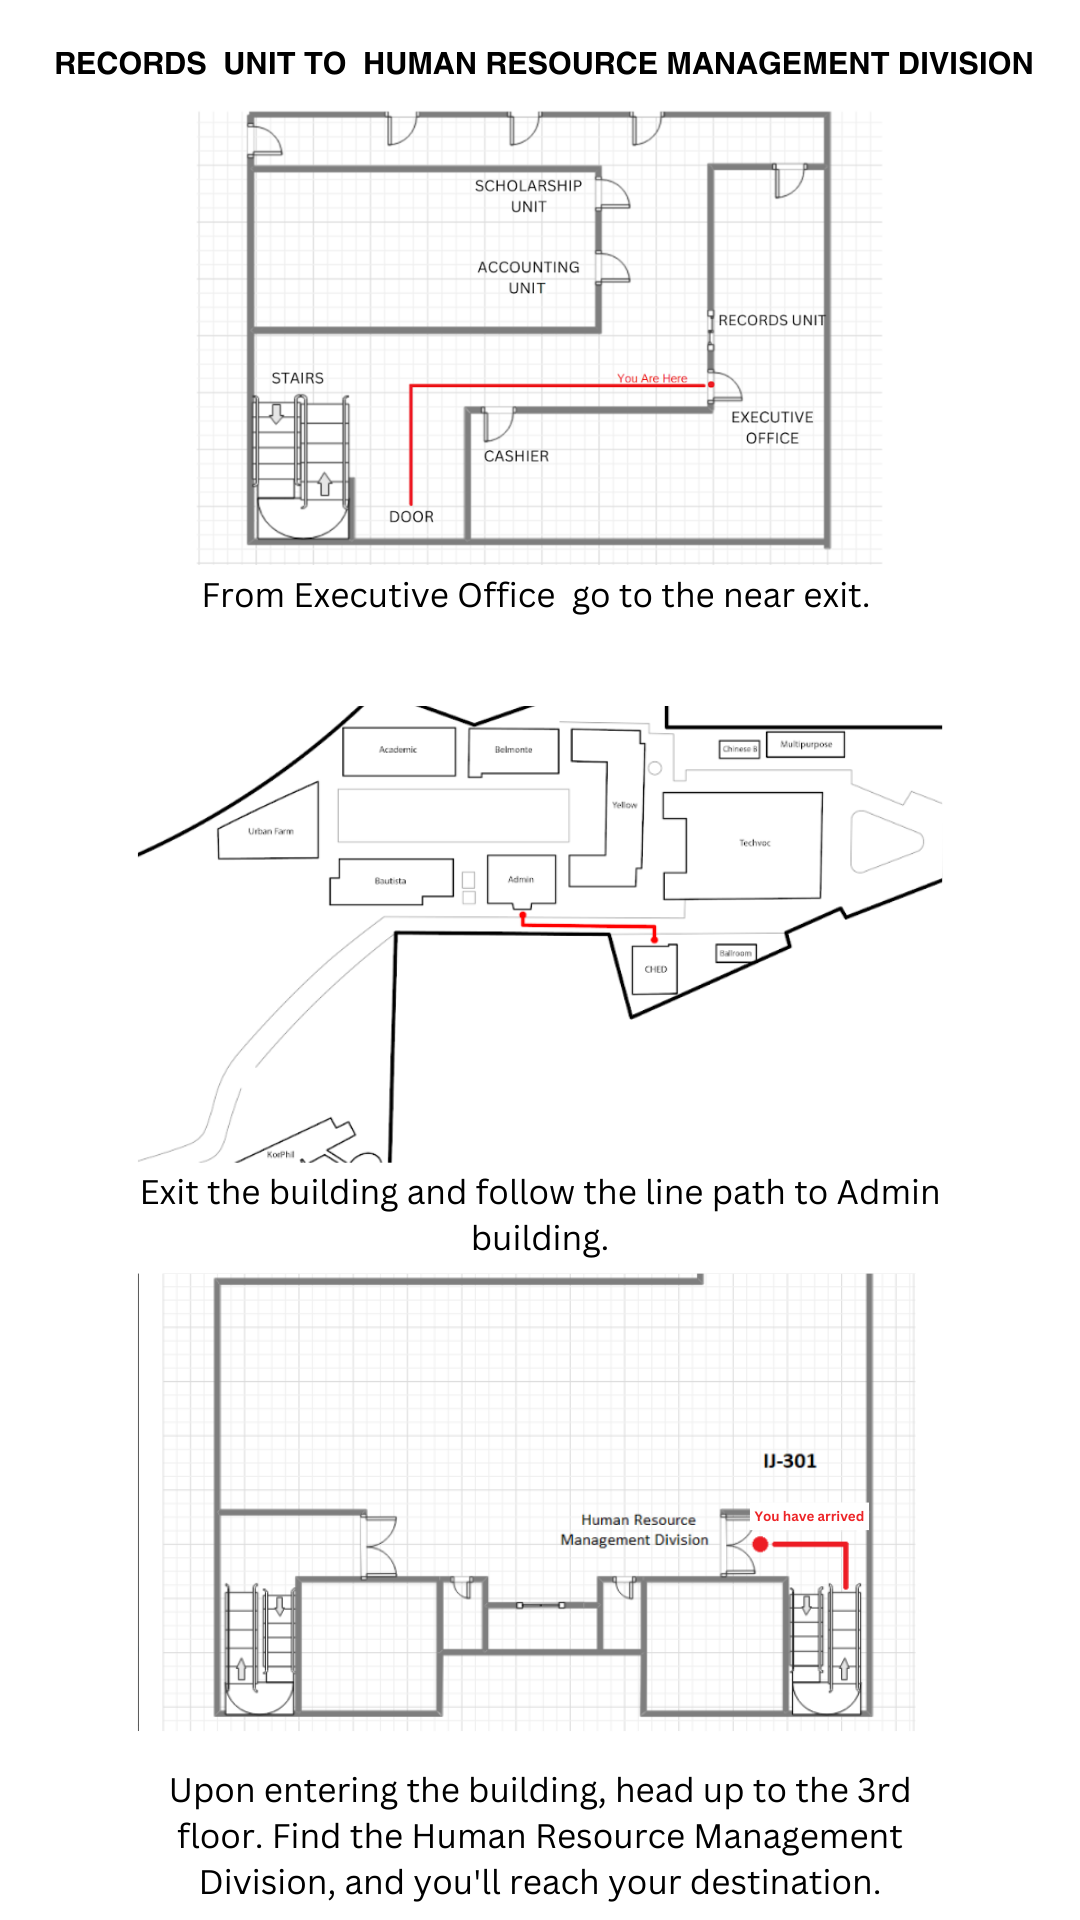 RECORDS UNIT TO HUMAN RESOURCE MANAGEMENT DIVISION
SCHOLARSHIP
UNIT
ACCOUNTING
UNIT
RECORDS UNIT
STAIRS
You Are Here
EXECUTIVE
OFFICE
CASHIER
DOOR
From Executive Office go to the near exit.
Academic
Belmonte
Chinese B
Multipurpose
Yellow
Urban Farm
Techvoc
Bautista
Admin
CHED
Ballroom
KorPhil
Exit the building and follow the line path to Admin
building.
IJ-301
You have arrived
Human Resource
Management Division
Upon entering the building, head up to the 3rd
floor. Find the Human Resource Management
Division, and you'll reach your destination.